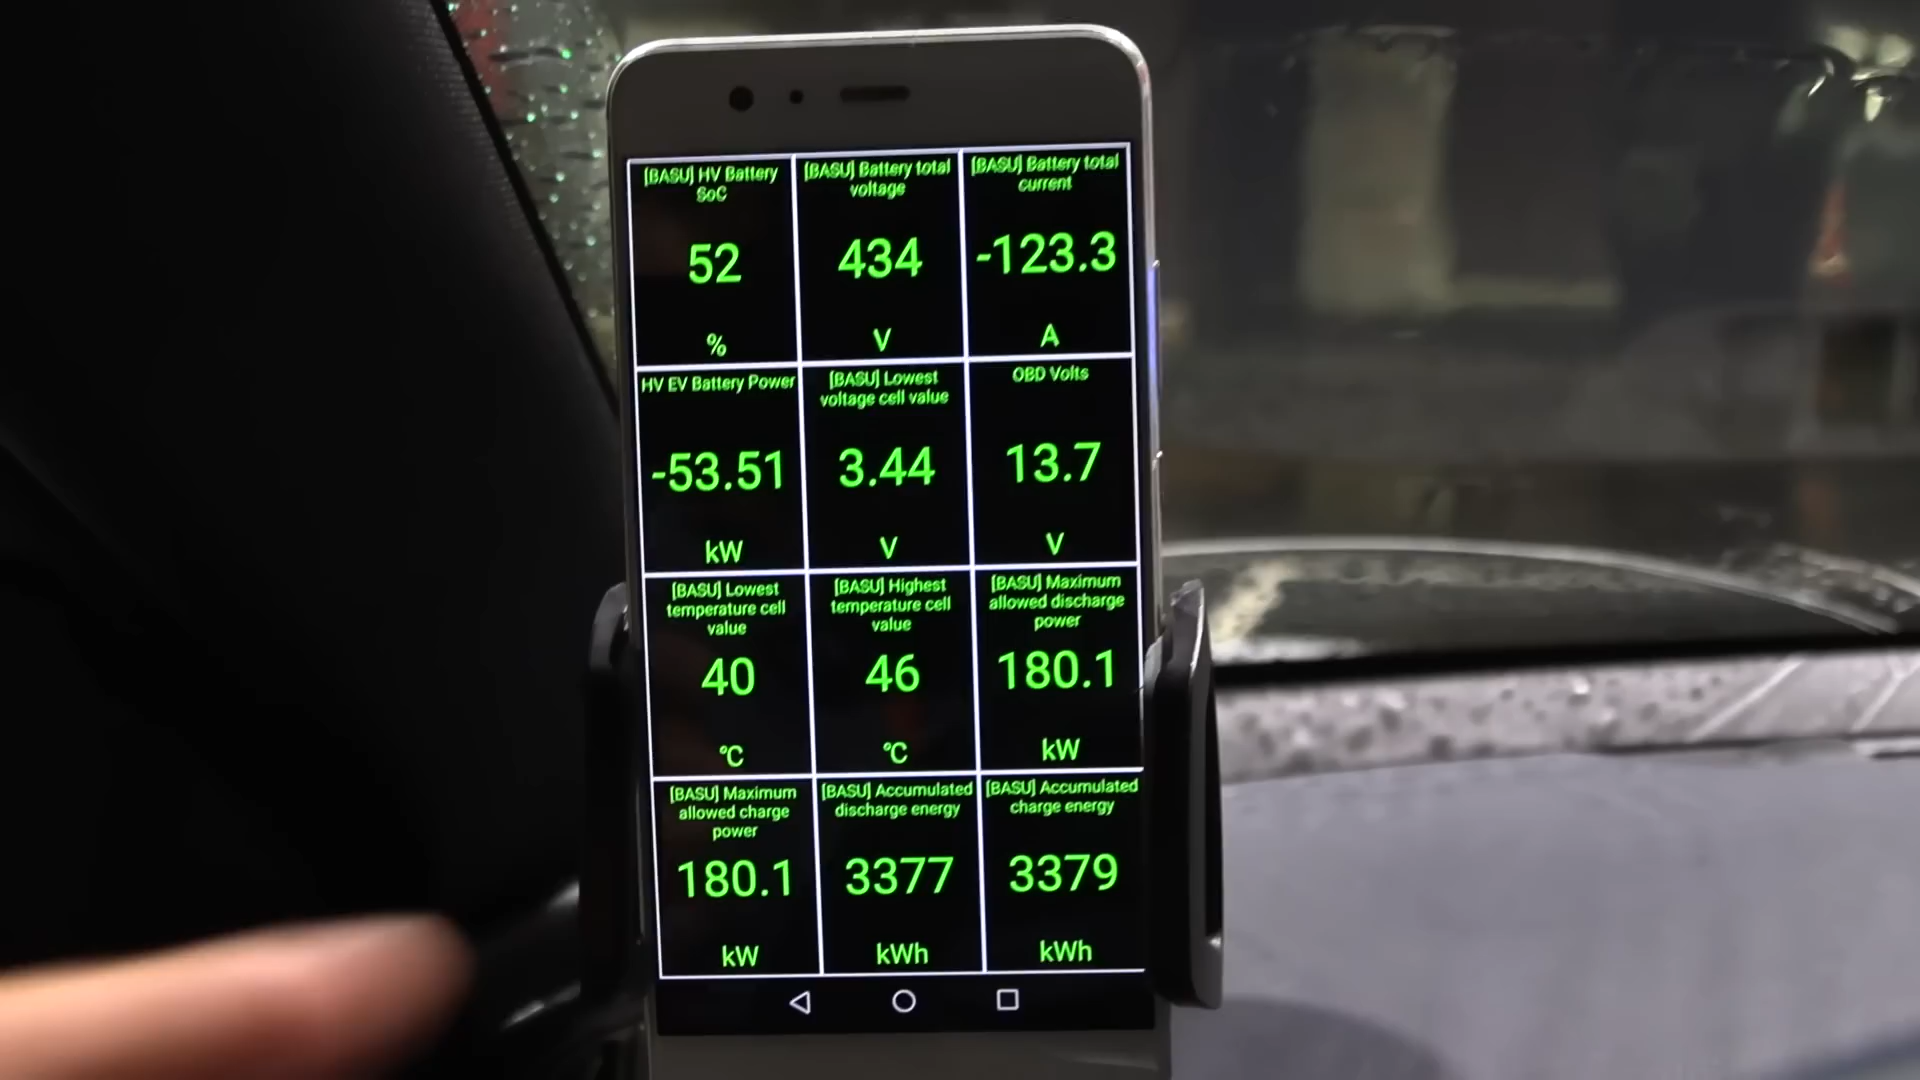 [BASU] HV Battery
SoC
52
%
[BASU] Battery total
voltage
434
V
[BASU] Battery total
current
-123.3
A
HV EV Battery Power
-53.51
kW
[BASU] Lowest
voltage cell value
3.44
V
OBD Volts
13.7
V
[BASU] Lowest
temperature cell
value
40
℃
[BASU] Highest
temperature cell
value
46
℃
[BASU] Maximum
allowed discharge
power
180.1
kW
[BASU] Maximum
allowed charge
power
180.1
kW
[BASU] Accumulated
discharge energy
3377
kWh
[BASU] Accumulated
charge energy
3379
kWh